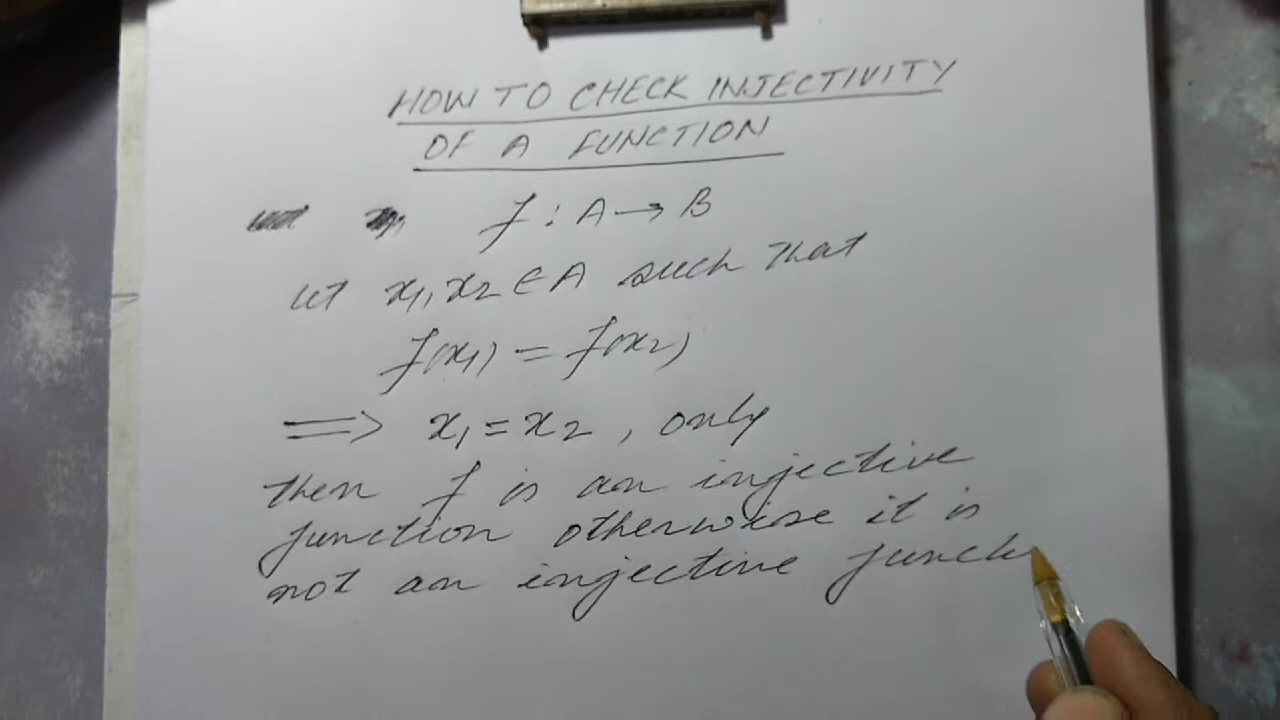 HOW TO CHECK INJECTIVITY
OF A FUNCTION
f : A → B
let x1, x2 ∈ A such that
f(x1) = f(x2)
⟹ x1 = x2 , only
then f is an injective
function otherwise it is
not an injective functi